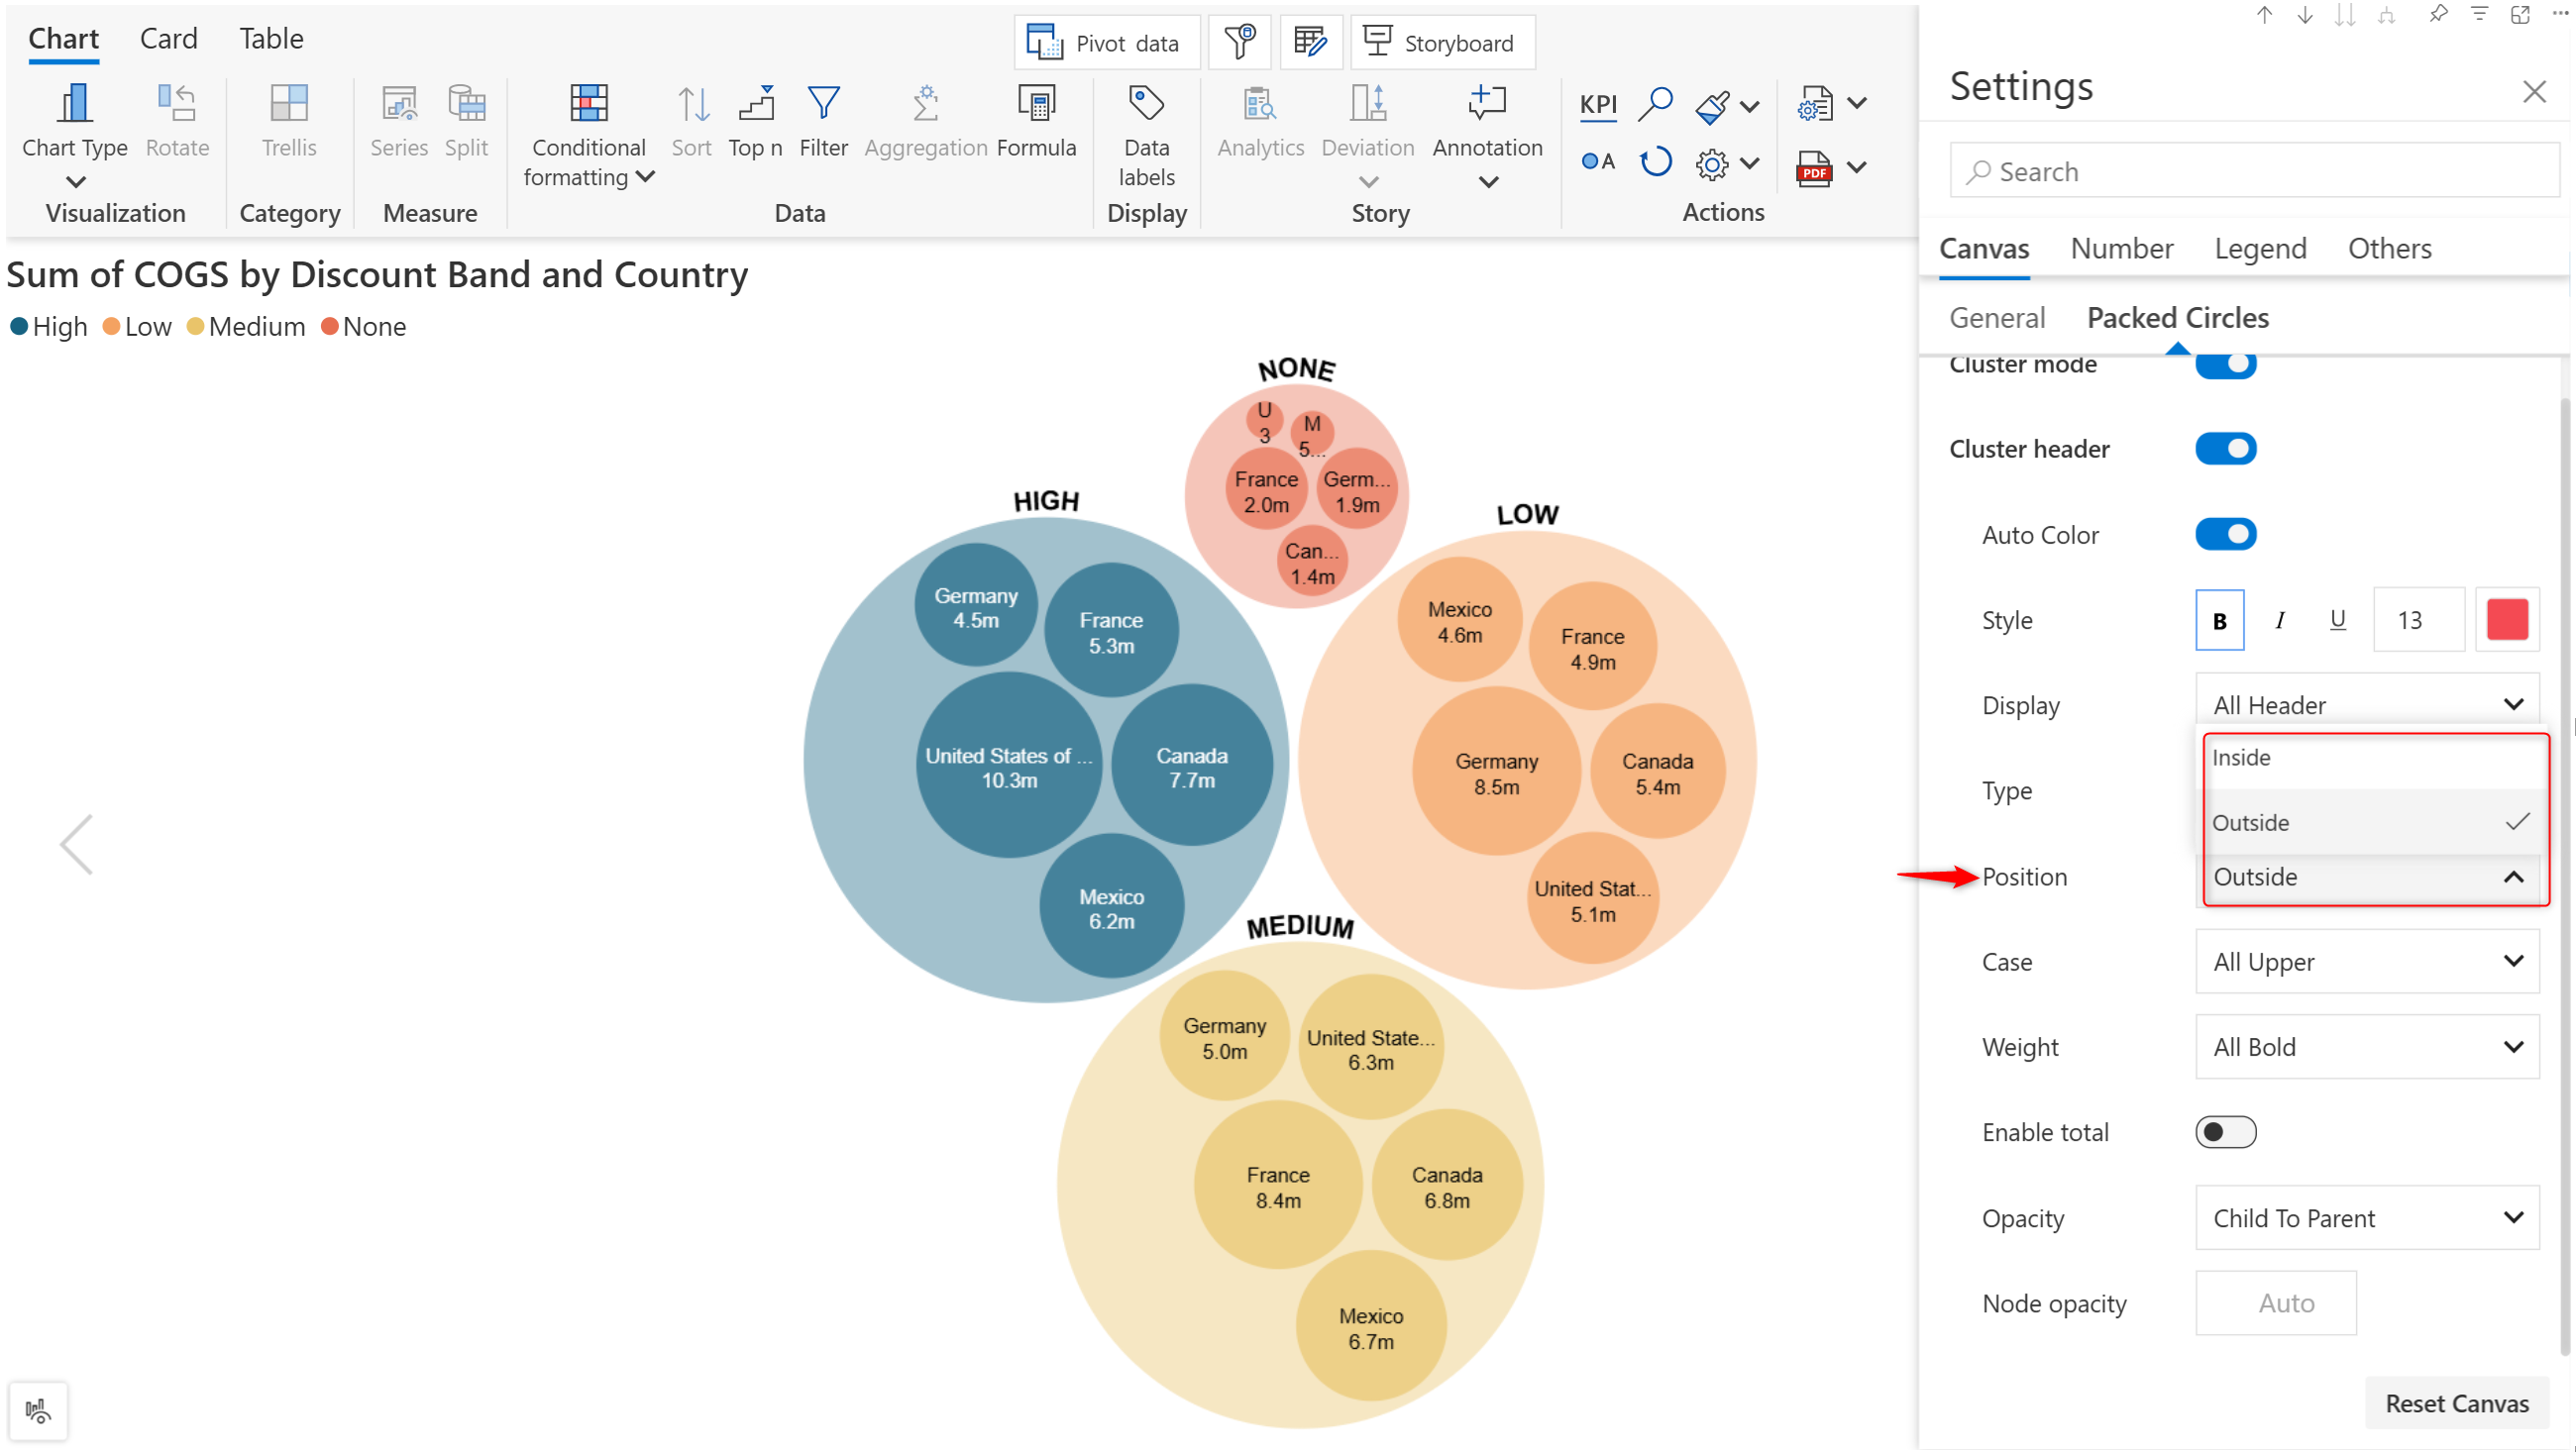 Chart Card Table
Pivot data
Storyboard
Chart Type
Rotate
Trellis
Series
Split
Conditional
formatting
Sort
Top n
Filter
Aggregation
Formula
Data
labels
Analytics
Deviation
Annotation
KPI
A
PDF
Visualization
Category
Measure
Data
Display
Story
Actions
Sum of COGS by Discount Band and Country
High Low Medium None
NONE
U
3
M
5...
France
2.0m
Germ...
1.9m
Can...
1.4m
HIGH
Germany
4.5m
France
5.3m
United States of ...
10.3m
Canada
7.7m
Mexico
6.2m
LOW
Mexico
4.6m
France
4.9m
Germany
8.5m
Canada
5.4m
United Stat...
5.1m
MEDIUM
Germany
5.0m
United State...
6.3m
France
8.4m
Canada
6.8m
Mexico
6.7m
Settings
Search
Canvas Number Legend Others
General Packed Circles
Cluster mode
Cluster header
Auto Color
Style B I U 13
Display All Header
Inside
Type
Outside
Position Outside
Case All Upper
Weight All Bold
Enable total
Opacity Child To Parent
Node opacity Auto
Reset Canvas